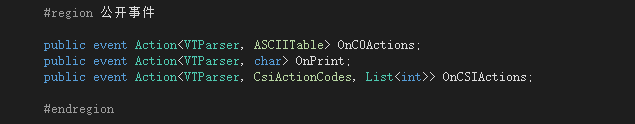 #region 公开事件
public event Action<VTParser, ASCIITable> OnC0Actions;
public event Action<VTParser, char> OnPrint;
public event Action<VTParser, CsiActionCodes, List<int>> OnCSIActions;
#endregion